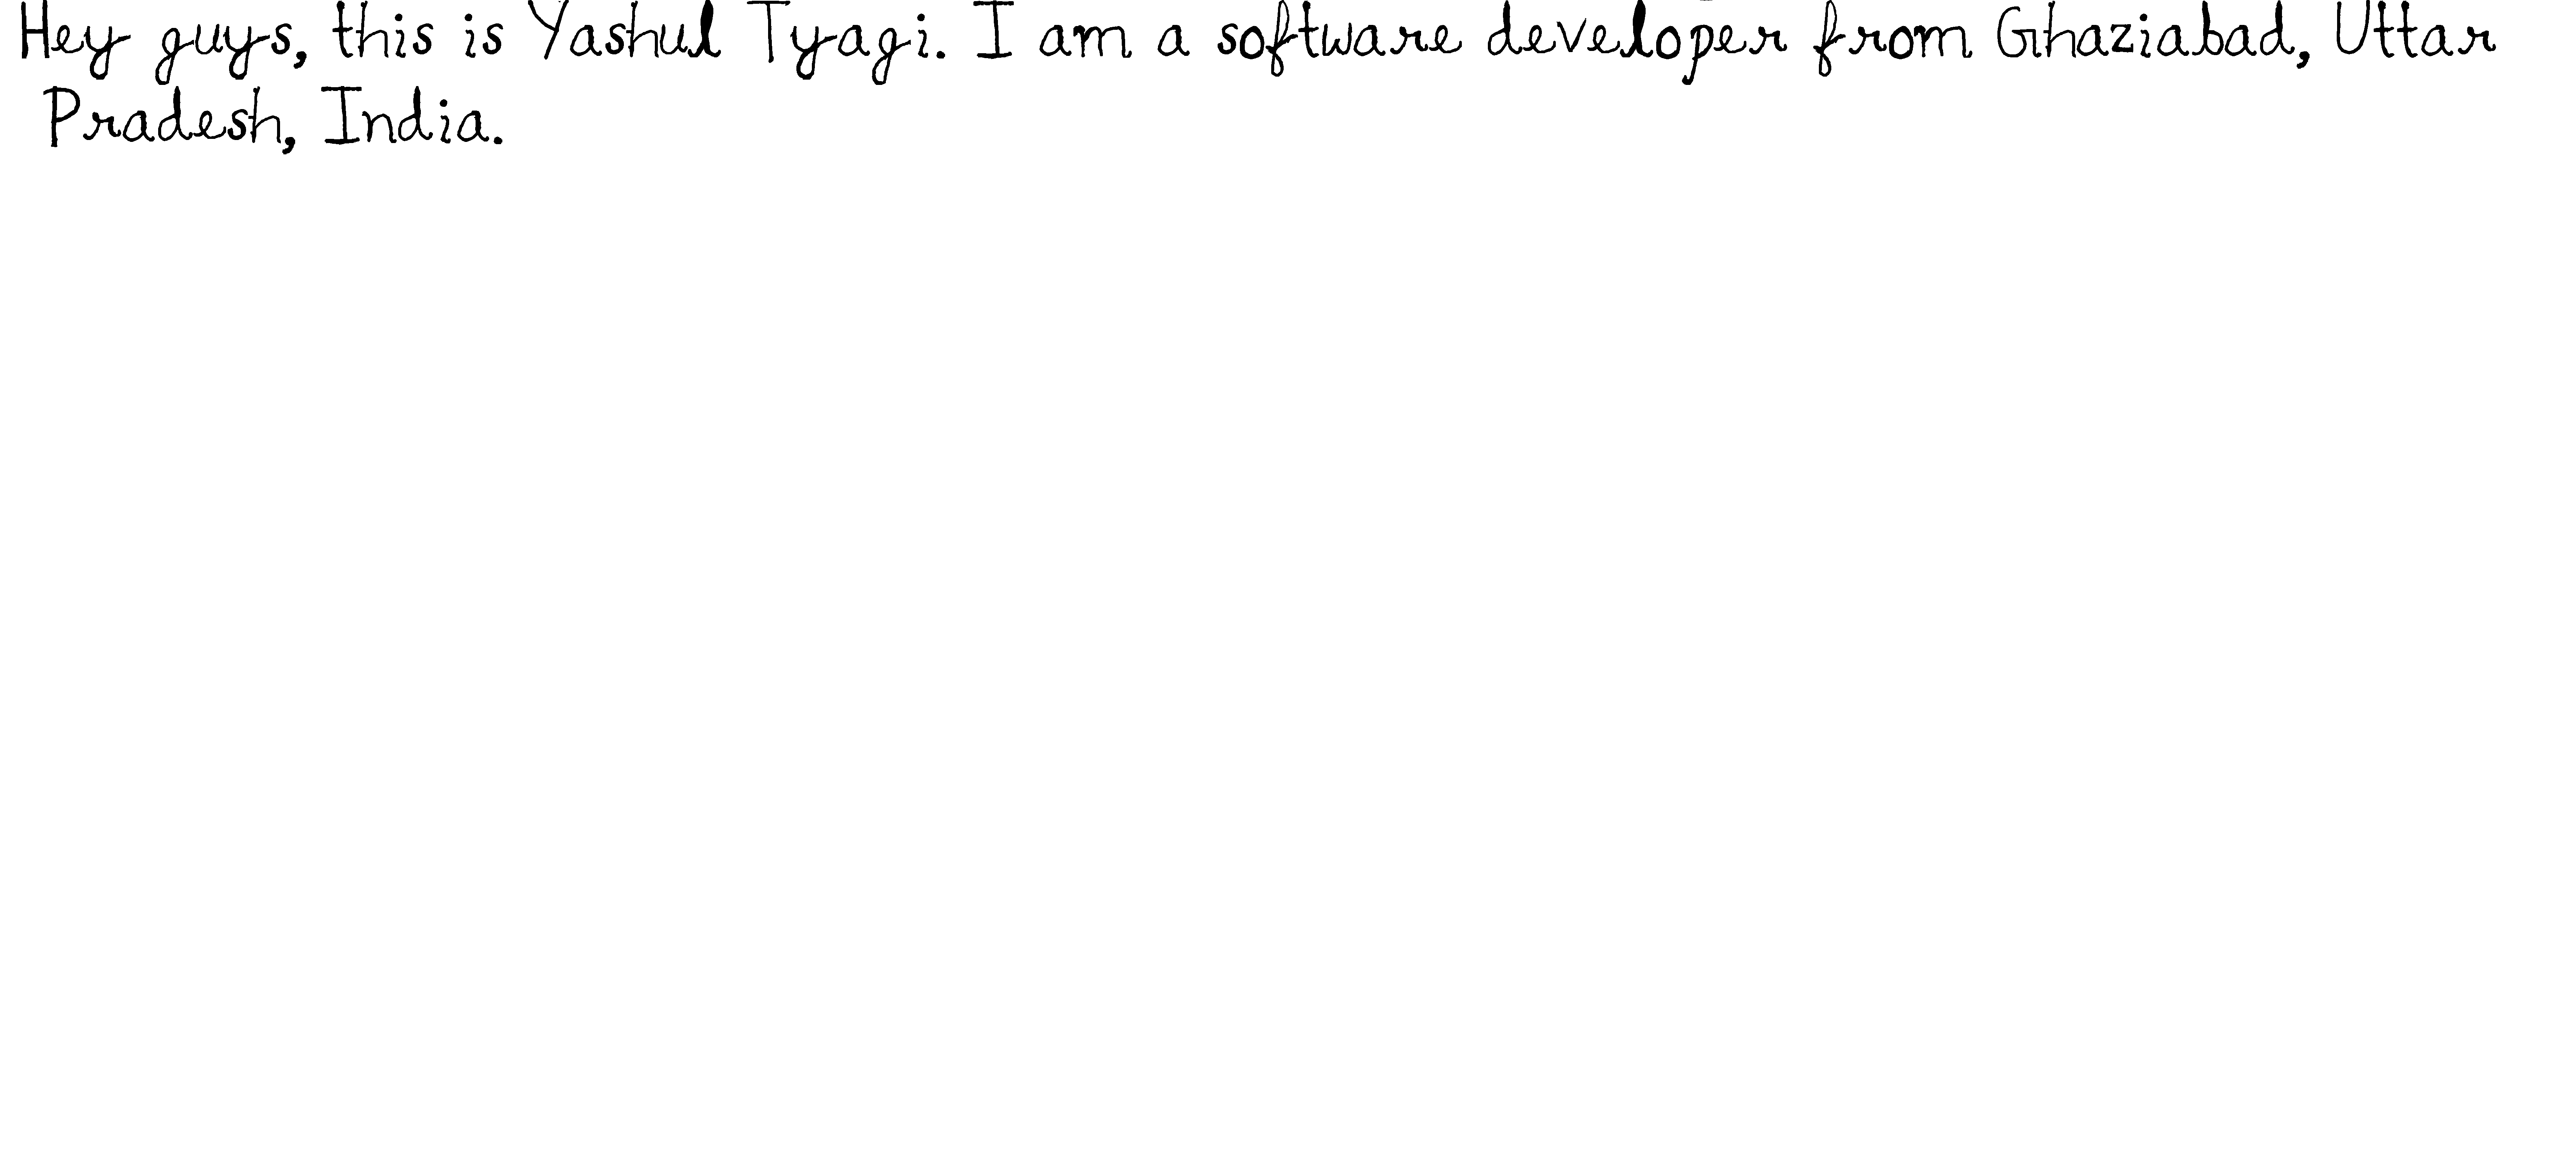 Hey guys, this is Yashul Tyagi. I am a software developer from Ghaziabad, Uttar
Pradesh, India.